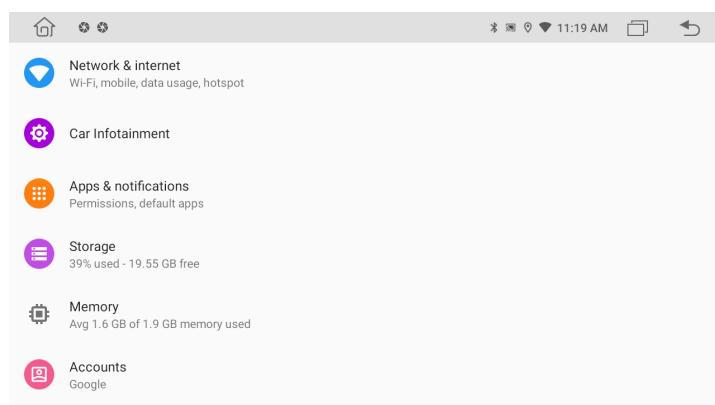 11:19 AM
Network & internet
Wi-Fi, mobile, data usage, hotspot
Car Infotainment
Apps & notifications
Permissions, default apps
Storage
39% used - 19.55 GB free
Memory
Avg 1.6 GB of 1.9 GB memory used
Accounts
Google